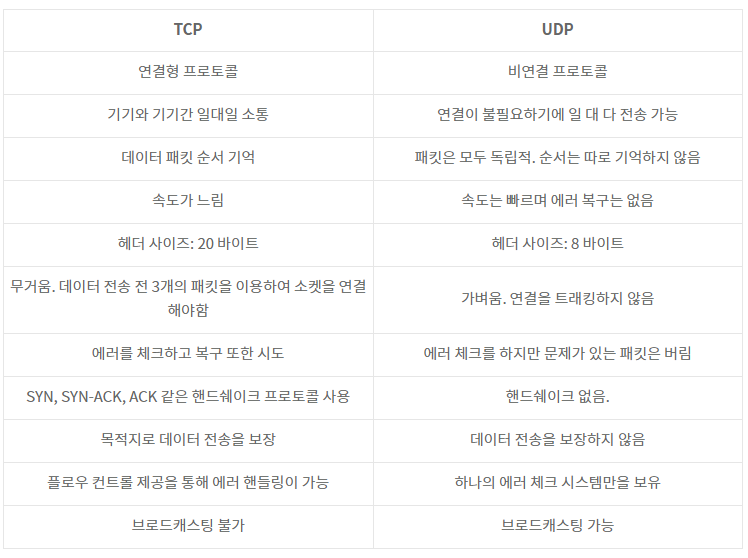 TCP
UDP
연결형 프로토콜
비연결 프로토콜
기기와 기기간 일대일 소통
연결이 불필요하기에 일 대 다 전송 가능
데이터 패킷 순서 기억
패킷은 모두 독립적. 순서는 따로 기억하지 않음
속도가 느림
속도는 빠르며 에러 복구는 없음
헤더 사이즈: 20 바이트
헤더 사이즈: 8 바이트
무거움. 데이터 전송 전 3개의 패킷을 이용하여 소켓을 연결
해야함
가벼움. 연결을 트래킹하지 않음
에러를 체크하고 복구 또한 시도
에러 체크를 하지만 문제가 있는 패킷은 버림
SYN, SYN-ACK, ACK 같은 핸드쉐이크 프로토콜 사용
핸드쉐이크 없음.
목적지로 데이터 전송을 보장
데이터 전송을 보장하지 않음
플로우 컨트롤 제공을 통해 에러 핸들링이 가능
하나의 에러 체크 시스템만을 보유
브로드캐스팅 불가
브로드캐스팅 가능